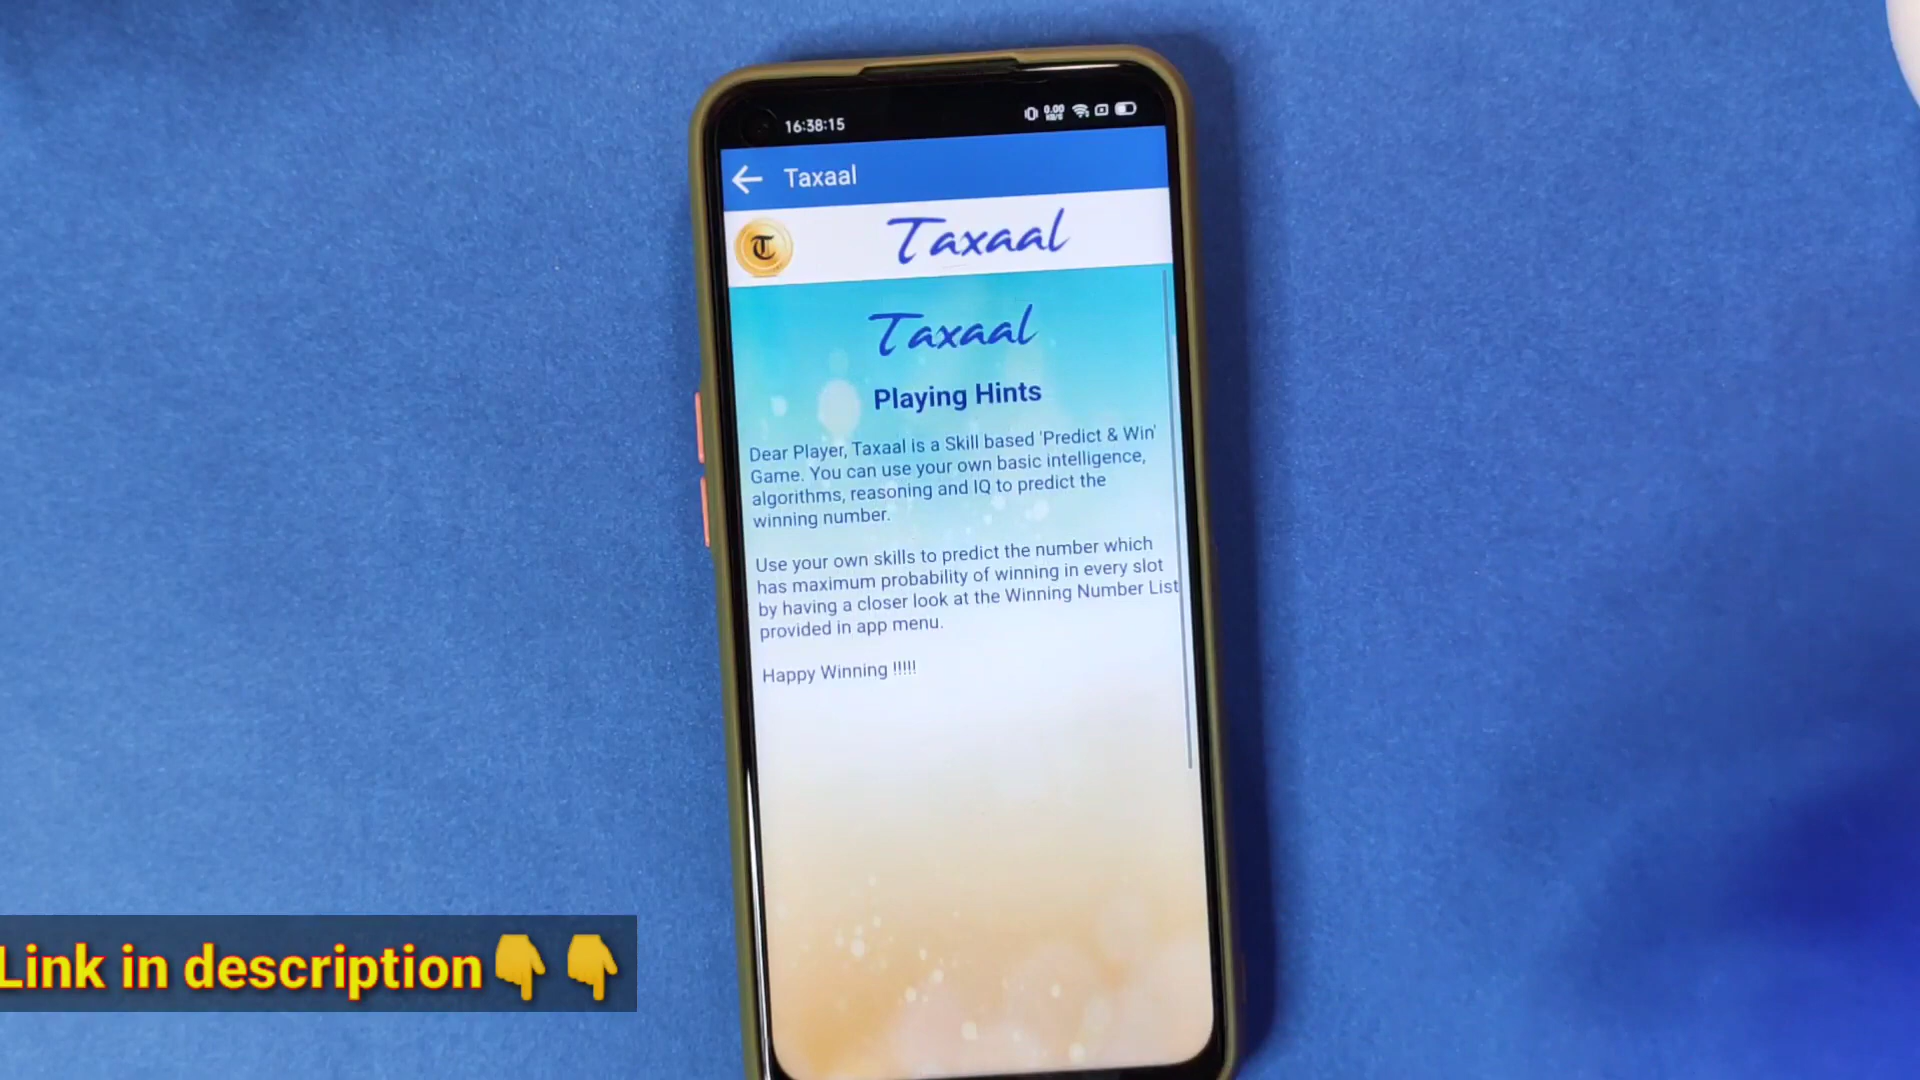 16:38:15
0.00
KB/S
Taxaal
T
Taxaal
Taxaal
Playing Hints
Dear Player, Taxaal is a Skill based 'Predict & Win'
Game. You can use your own basic intelligence,
algorithms, reasoning and IQ to predict the
winning number.
Use your own skills to predict the number which
has maximum probability of winning in every slot
by having a closer look at the Winning Number List
provided in app menu.
Happy Winning !!!!!
Link in description👇👇